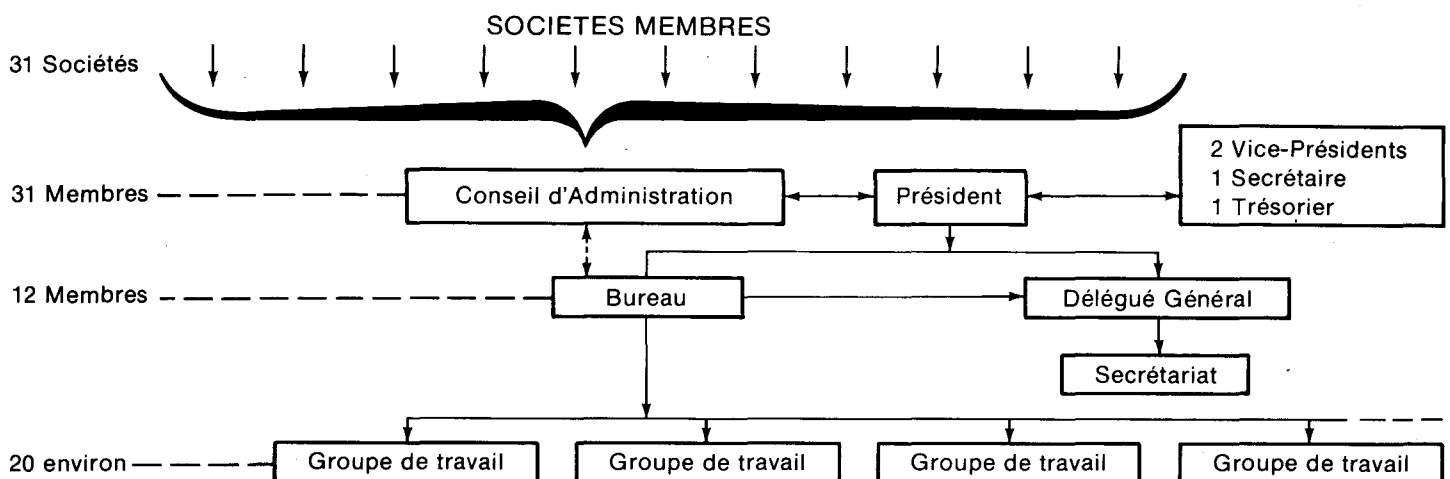 SOCIETES MEMBRES
31 Sociétés
2 Vice-Présidents
1 Secrétaire
1 Trésorier
31 Membres
Conseil d'Administration
Président
12 Membres
Bureau
Délégué Général
Secrétariat
20 environ
Groupe de travail
Groupe de travail
Groupe de travail
Groupe de travail